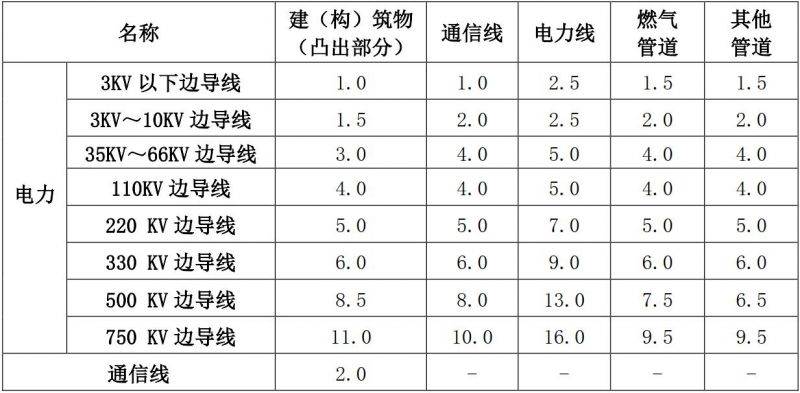 名称 建（构）筑物（凸出部分） 通信线 电力线 燃气管道 其他管道
电力
3KV 以下边导线 1.0 1.0 2.5 1.5 1.5
3KV～10KV 边导线 1.5 2.0 2.5 2.0 2.0
35KV～66KV 边导线 3.0 4.0 5.0 4.0 4.0
110KV 边导线 4.0 4.0 5.0 4.0 4.0
220 KV 边导线 5.0 5.0 7.0 5.0 5.0
330 KV 边导线 6.0 6.0 9.0 6.0 6.0
500 KV 边导线 8.5 8.0 13.0 7.5 6.5
750 KV 边导线 11.0 10.0 16.0 9.5 9.5
通信线 2.0 - - - -